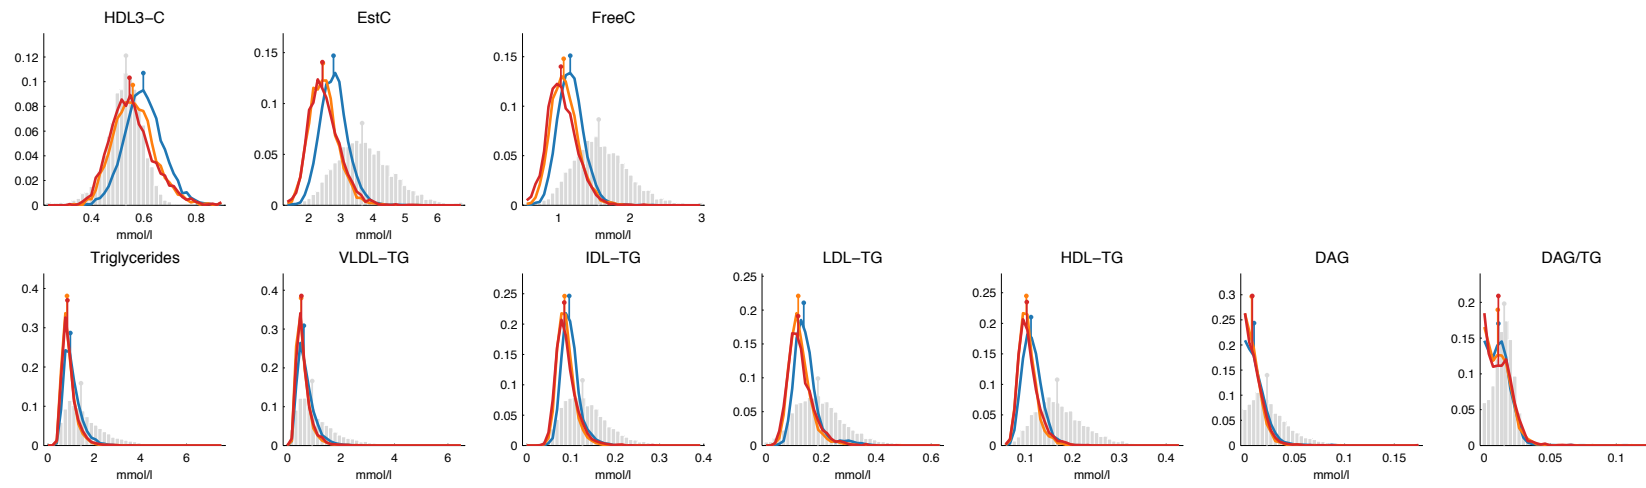 HDL3−C EstC FreeC
0.12 0.1 0.08 0.06 0.04 0.02 0
0.15 0.1 0.05 0
0.15 0.1 0.05 0
0.4 0.6 0.8
2 3 4 5 6
1 2 3
mmol/l mmol/l mmol/l
Triglycerides VLDL−TG IDL−TG LDL−TG HDL−TG DAG DAG/TG
0.4 0.3 0.2 0.1 0
0.4 0.3 0.2 0.1 0
0.25 0.2 0.15 0.1 0.05 0
0.25 0.2 0.15 0.1 0.05 0
0.25 0.2 0.15 0.1 0.05 0
0.3 0.25 0.2 0.15 0.1 0.05 0
0.2 0.15 0.1 0.05 0
0 2 4 6
0 2 4 6
0 0.1 0.2 0.3 0.4
0 0.2 0.4 0.6
0.1 0.2 0.3 0.4
0 0.05 0.1 0.15
0 0.05 0.1
mmol/l mmol/l mmol/l mmol/l mmol/l mmol/l